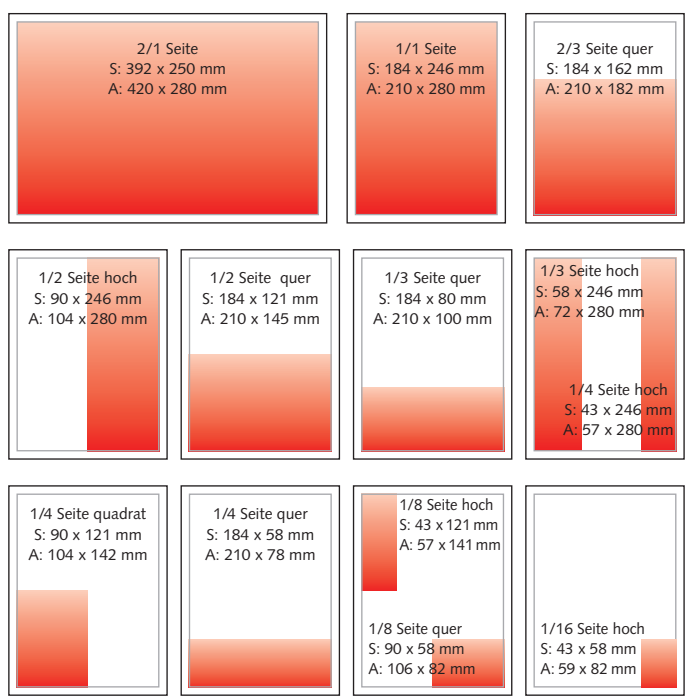 2/1 Seite
S: 392 x 250 mm
A: 420 x 280 mm
1/1 Seite
S: 184 x 246 mm
A: 210 x 280 mm
2/3 Seite quer
S: 184 x 162 mm
A: 210 x 182 mm
1/2 Seite hoch
S: 90 x 246 mm
A: 104 x 280 mm
1/2 Seite quer
S: 184 x 121 mm
A: 210 x 145 mm
1/3 Seite quer
S: 184 x 80 mm
A: 210 x 100 mm
1/3 Seite hoch
S: 58 x 246 mm
A: 72 x 280 mm
1/4 Seite hoch
S: 43 x 246 mm
A: 57 x 280 mm
1/4 Seite quadrat
S: 90 x 121 mm
A: 104 x 142 mm
1/4 Seite quer
S: 184 x 58 mm
A: 210 x 78 mm
1/8 Seite hoch
S: 43 x 121 mm
A: 57 x 141 mm
1/8 Seite quer
S: 90 x 58 mm
A: 106 x 82 mm
1/16 Seite hoch
S: 43 x 58 mm
A: 59 x 82 mm